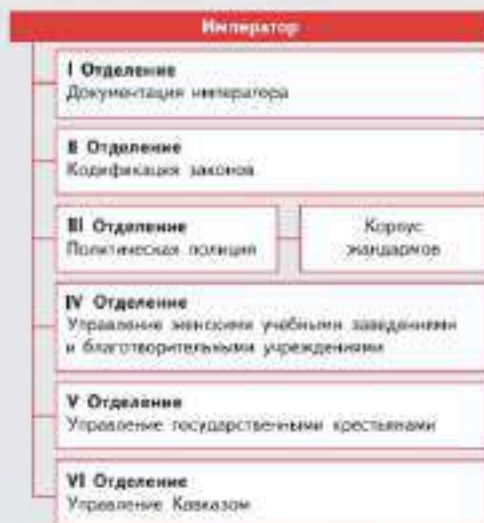 Император
I Отделение
Документация императора
II Отделение
Кодификация законов
III Отделение
Политическая полиция
Корпус
жандармов
IV Отделение
Управление женскими учебными заведениями
и благотворительными учреждениями
V Отделение
Управление государственными крестьянами
VI Отделение
Управление Кавказом